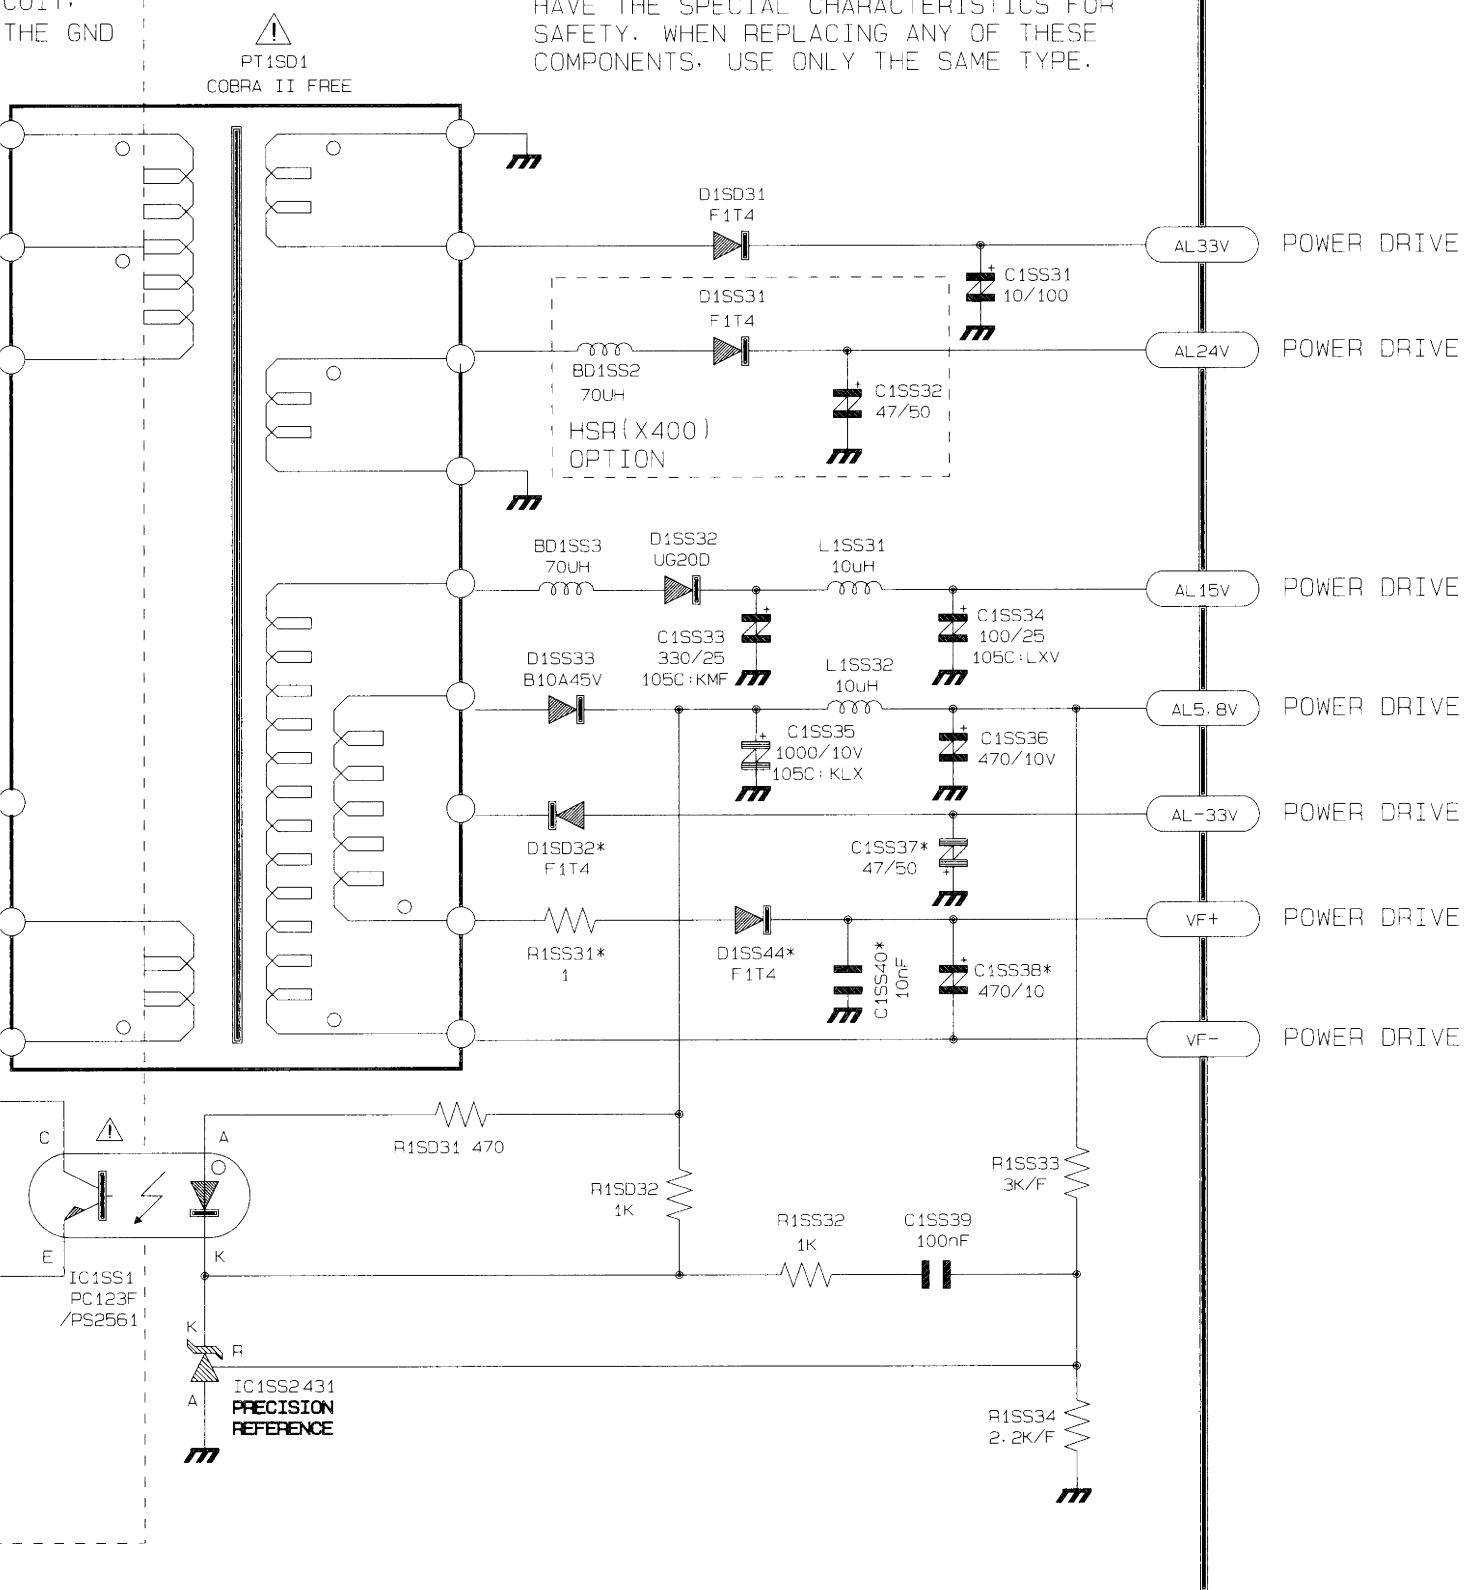 CUIT.
THE GND
HAVE THE SPECIAL CHARACTERISTICS FOR
SAFETY. WHEN REPLACING ANY OF THESE
COMPONENTS. USE ONLY THE SAME TYPE.
PT1SD1
COBRA II FREE
D1SD31
F1T4
AL33V
POWER DRIVE
C1SS31
10/100
D1SS31
F1T4
BD1SS2
70UH
C1SS32
47/50
HSR(X400)
OPTION
AL24V
POWER DRIVE
BD1SS3
70UH
D1SS32
UG20D
L1SS31
10uH
AL15V
POWER DRIVE
C1SS33
330/25
105C:KMF
C1SS34
100/25
105C:LXV
D1SS33
B10A45V
L1SS32
10uH
AL5.8V
POWER DRIVE
C1SS35
1000/10V
105C:KLX
C1SS36
470/10V
AL-33V
POWER DRIVE
D1SD32*
F1T4
C1SS37*
47/50
R1SS31*
1
D1SS44*
F1T4
C1SS40*
10nF
C1SS38*
470/10
VF+
POWER DRIVE
VF-
POWER DRIVE
C
A
R1SD31 470
E
K
IC1SS1
PC123F
/PS2561
R1SD32
1K
R1SS33
3K/F
R1SS32
1K
C1SS39
100nF
K
R
A
IC1SS2 431
PRECISION
REFERENCE
R1SS34
2.2K/F